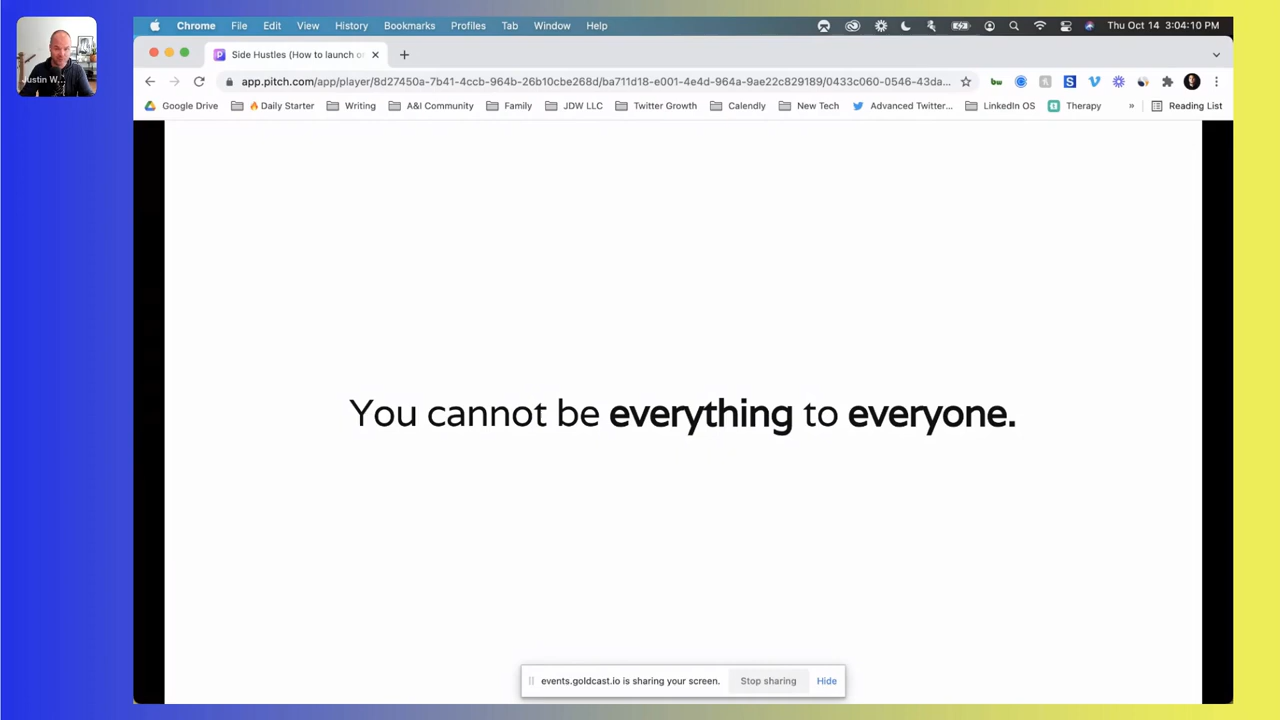 Chrome File Edit View History Bookmarks Profiles Tab Window Help Thu Oct 14 3:04:10 PM
Side Hustles (How to launch o
app.pitch.com/app/player/8d27450a-7b41-4ccb-964b-26b10cbe268d/ba711d18-e001-4e4d-964a-9ae22c829189/0433c060-0546-43da...
Google Drive Daily Starter Writing A&I Community Family JDW LLC Twitter Growth Calendly New Tech Advanced Twitter... LinkedIn OS Therapy » Reading List
Justin W...
You cannot be everything to everyone.
events.goldcast.io is sharing your screen. Stop sharing Hide